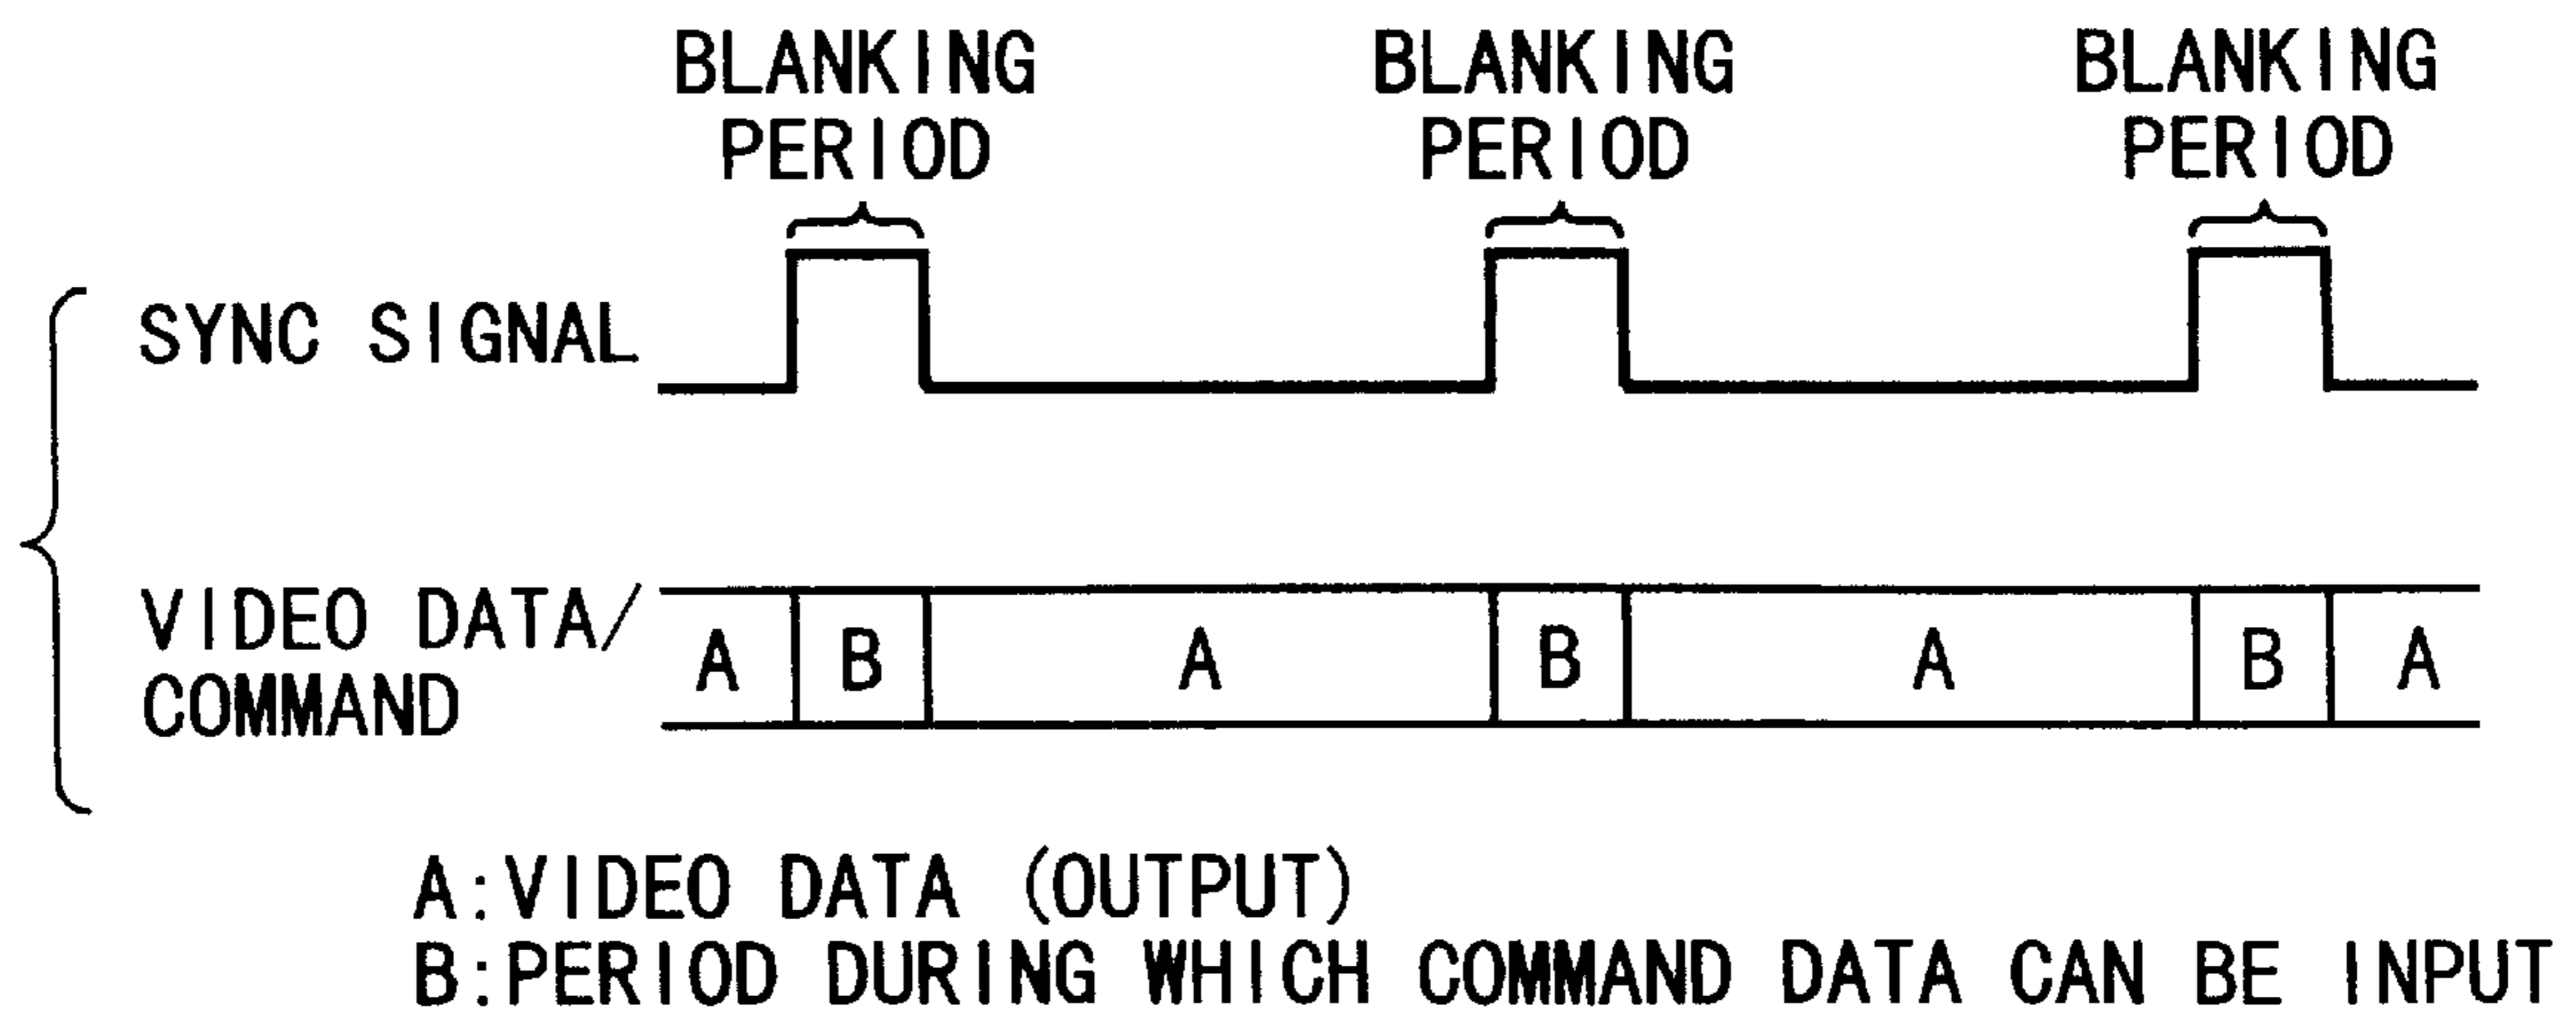 BLANKING PERIOD
BLANKING PERIOD
BLANKING PERIOD
SYNC SIGNAL
VIDEO DATA/
COMMAND
A B A B A B A
A:VIDEO DATA (OUTPUT)
B:PERIOD DURING WHICH COMMAND DATA CAN BE INPUT